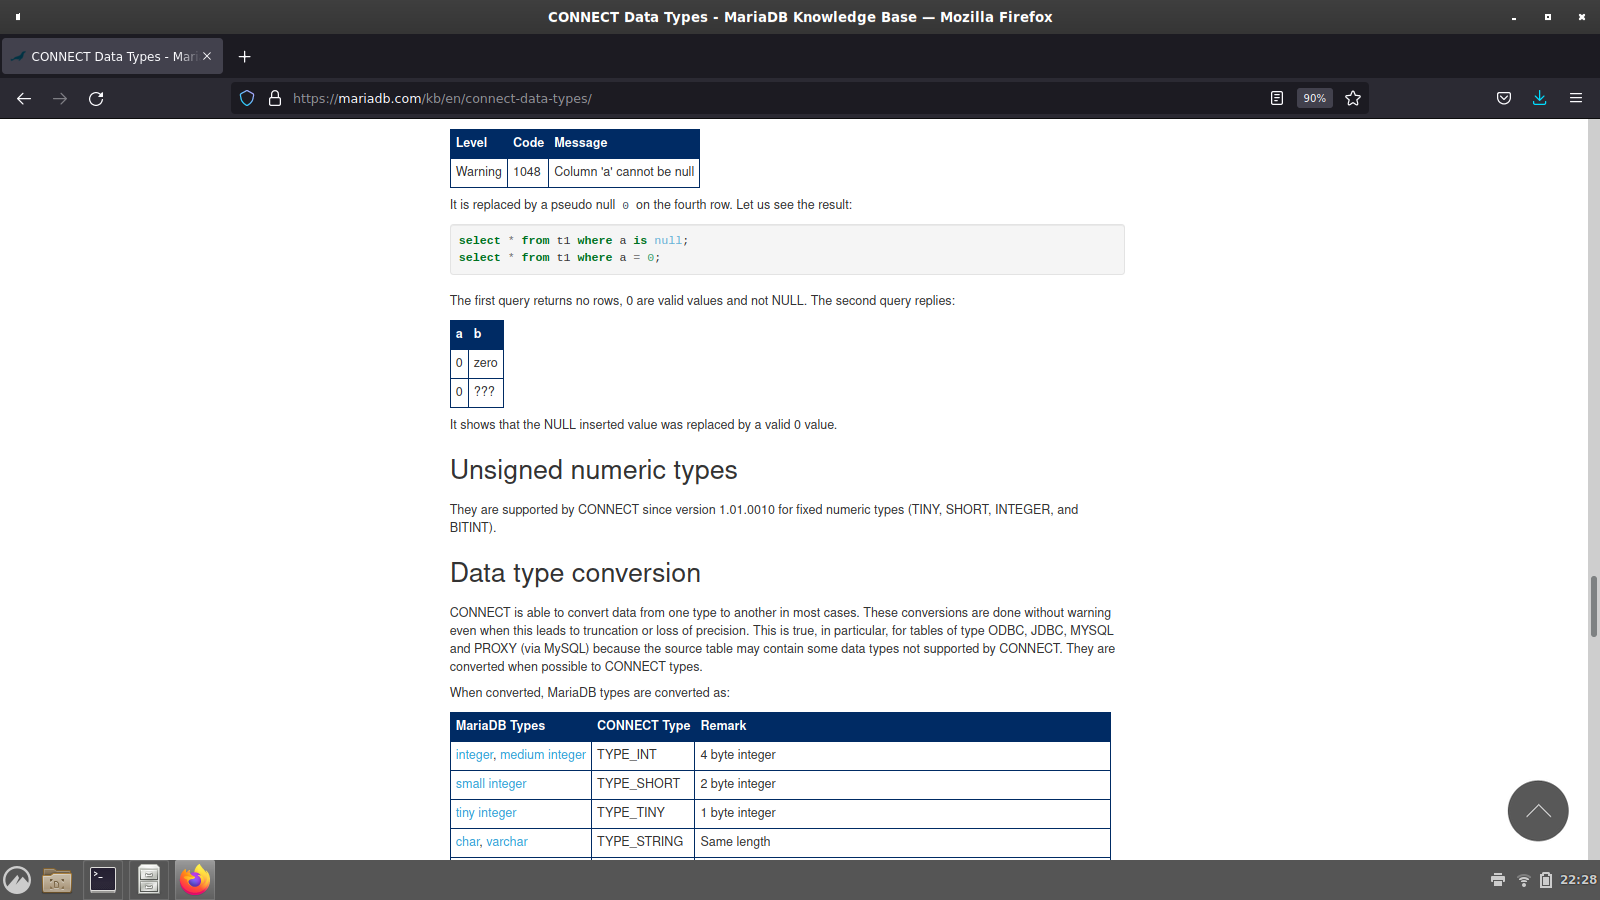 CONNECT Data Types - MariaDB Knowledge Base — Mozilla Firefox
CONNECT Data Types - Mari
https://mariadb.com/kb/en/connect-data-types/
90%
Level Code Message
Warning 1048 Column 'a' cannot be null
It is replaced by a pseudo null 0 on the fourth row. Let us see the result:
select * from t1 where a is null;
select * from t1 where a = 0;
The first query returns no rows, 0 are valid values and not NULL. The second query replies:
a b
0 zero
0 ???
It shows that the NULL inserted value was replaced by a valid 0 value.
Unsigned numeric types
They are supported by CONNECT since version 1.01.0010 for fixed numeric types (TINY, SHORT, INTEGER, and
BITINT).
Data type conversion
CONNECT is able to convert data from one type to another in most cases. These conversions are done without warning
even when this leads to truncation or loss of precision. This is true, in particular, for tables of type ODBC, JDBC, MYSQL
and PROXY (via MySQL) because the source table may contain some data types not supported by CONNECT. They are
converted when possible to CONNECT types.
When converted, MariaDB types are converted as:
MariaDB Types CONNECT Type Remark
integer, medium integer TYPE_INT 4 byte integer
small integer TYPE_SHORT 2 byte integer
tiny integer TYPE_TINY 1 byte integer
char, varchar TYPE_STRING Same length
22:28